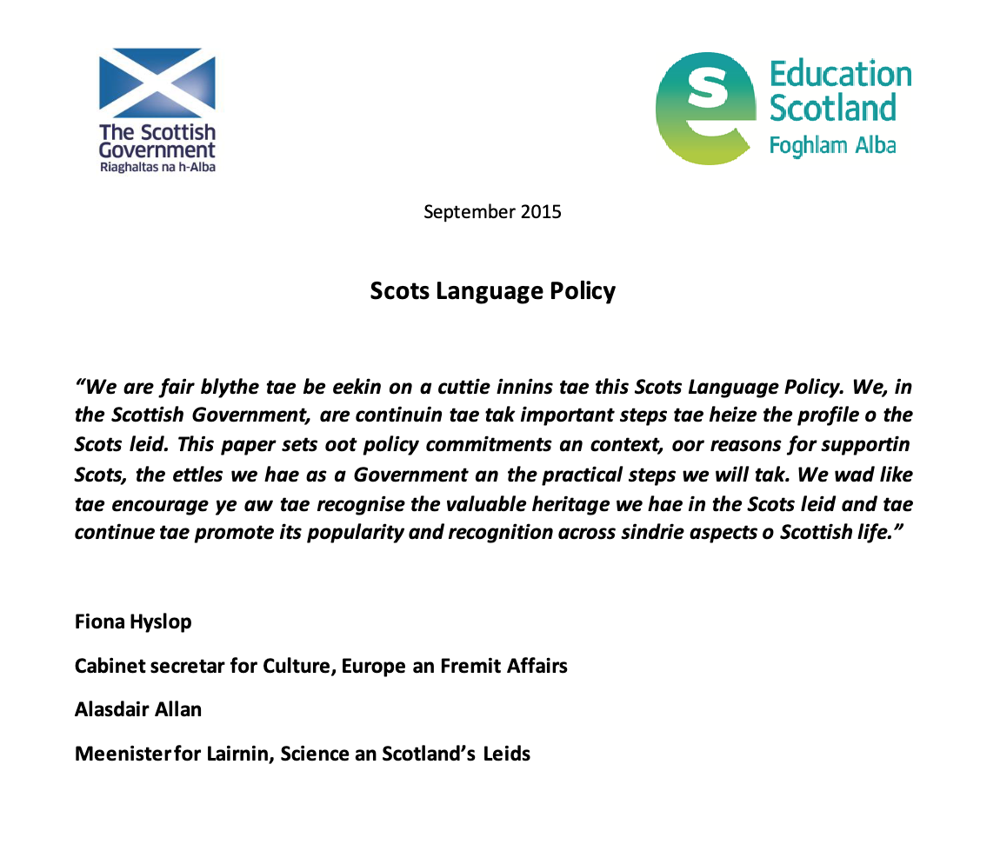 The Scottish
Government
Riaghaltas na h-Alba
Education
Scotland
Foghlam Alba
September 2015
Scots Language Policy
“We are fair blythe tae be eekin on a cuttie innins tae this Scots Language Policy. We, in
the Scottish Government, are continuin tae tak important steps tae heize the profile o the
Scots leid. This paper sets oot policy commitments an context, oor reasons for supportin
Scots, the ettles we hae as a Government an the practical steps we will tak. We wad like
tae encourage ye aw tae recognise the valuable heritage we hae in the Scots leid and tae
continue tae promote its popularity and recognition across sindrie aspects o Scottish life.”
Fiona Hyslop
Cabinet secretar for Culture, Europe an Fremit Affairs
Alasdair Allan
Meenister for Lairnin, Science an Scotland’s Leids